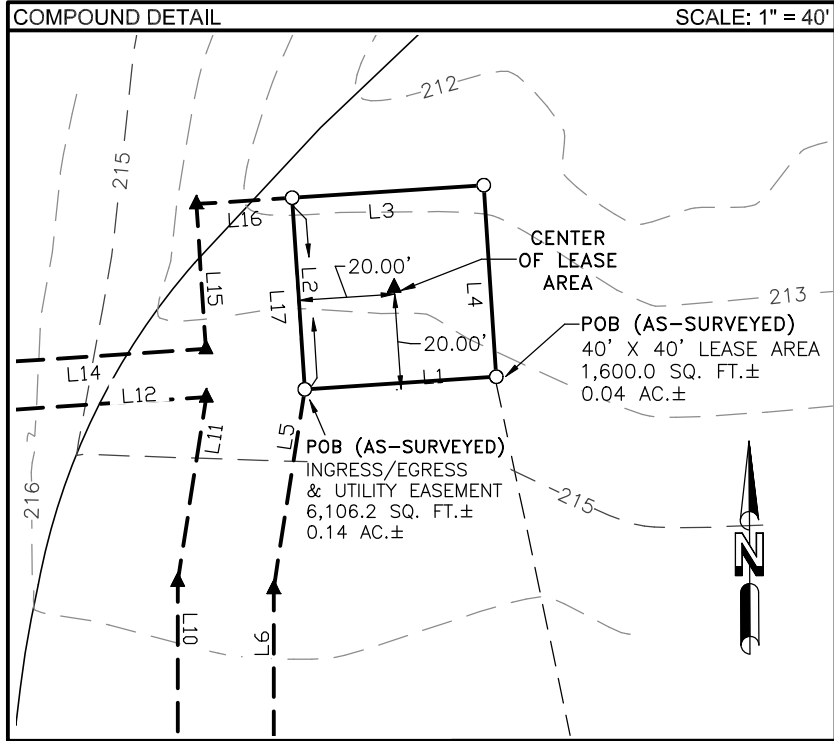 COMPOUND DETAIL
SCALE: 1" = 40'
212
215
L16
L3
CENTER
OF LEASE
AREA
L2
20.00'
L15
L17
L4
213
20.00'
POB (AS-SURVEYED)
40' X 40' LEASE AREA
1,600.0 SQ. FT.±
0.04 AC.±
L14
L1
L12
L11
L5
POB (AS-SURVEYED)
INGRESS/EGRESS
& UTILITY EASEMENT
6,106.2 SQ. FT.±
0.14 AC.±
216
215
N
L10
L6